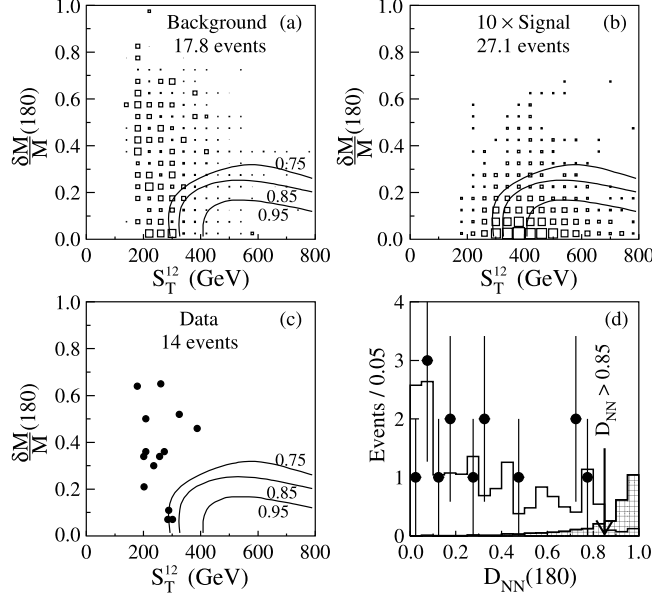 Background (a)
17.8 events
1.0
0.8
0.6
0.4
0.2
0.0
δM/M(180)
0.75
0.85
0.95
0 200 400 600 800
S_T^12 (GeV)
10 × Signal (b)
27.1 events
1.0
0.8
0.6
0.4
0.2
0.0
δM/M(180)
0.75
0.85
0.95
0 200 400 600 800
S_T^12 (GeV)
Data (c)
14 events
1.0
0.8
0.6
0.4
0.2
0.0
δM/M(180)
0.75
0.85
0.95
0 200 400 600 800
S_T^12 (GeV)
(d)
4
3
2
1
0
Events / 0.05
D_NN > 0.85
0.0 0.2 0.4 0.6 0.8 1.0
D_NN(180)